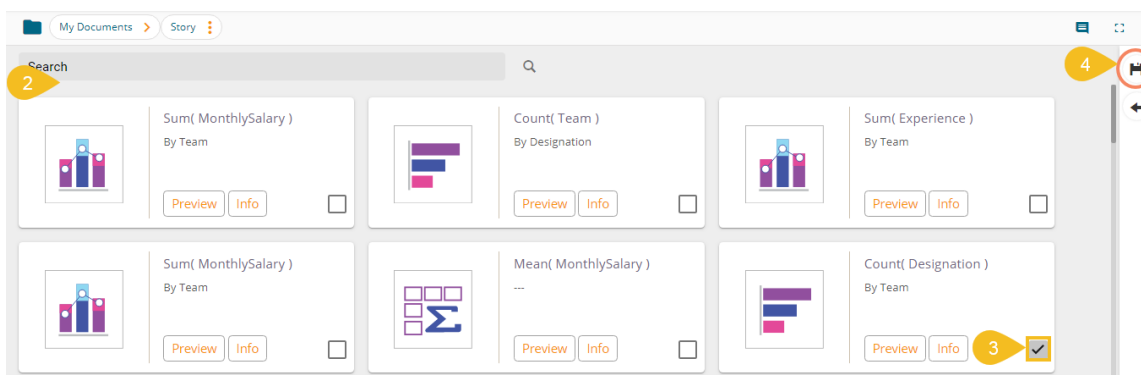 My Documents > Story
Search
2
4
Sum( MonthlySalary )
By Team
Preview Info
Count( Team )
By Designation
Preview Info
Sum( Experience )
By Team
Preview Info
Sum( MonthlySalary )
By Team
Preview Info
Mean( MonthlySalary )
---
Preview Info
Count( Designation )
By Team
Preview Info
3